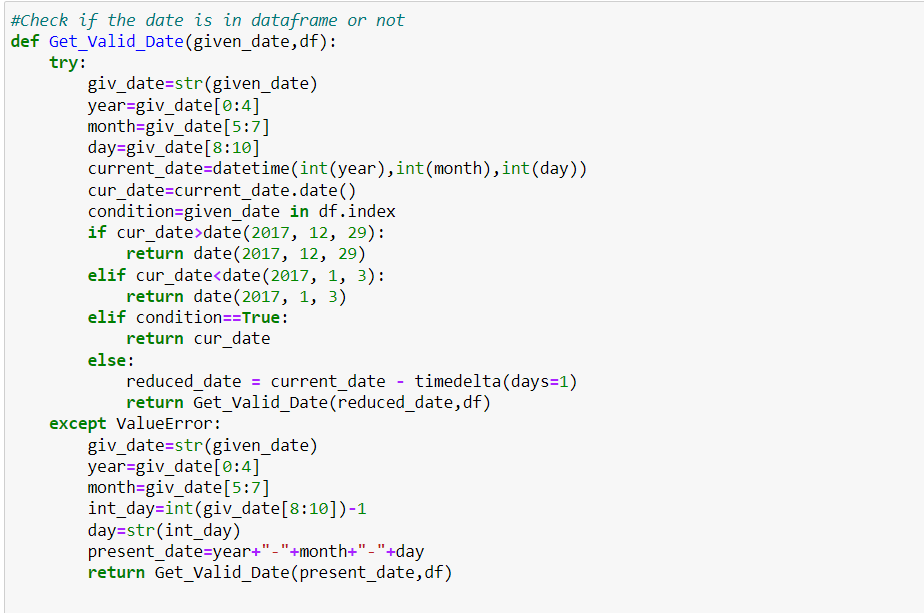 #Check if the date is in dataframe or not
def Get_Valid_Date(given_date,df):
    try:
        giv_date=str(given_date)
        year=giv_date[0:4]
        month=giv_date[5:7]
        day=giv_date[8:10]
        current_date=datetime(int(year),int(month),int(day))
        cur_date=current_date.date()
        condition=given_date in df.index
        if cur_date>date(2017, 12, 29):
            return date(2017, 12, 29)
        elif cur_date<date(2017, 1, 3):
            return date(2017, 1, 3)
        elif condition==True:
            return cur_date
        else:
            reduced_date = current_date - timedelta(days=1)
            return Get_Valid_Date(reduced_date,df)
    except ValueError:
        giv_date=str(given_date)
        year=giv_date[0:4]
        month=giv_date[5:7]
        int_day=int(giv_date[8:10])-1
        day=str(int_day)
        present_date=year+"-"+month+"-"+day
        return Get_Valid_Date(present_date,df)